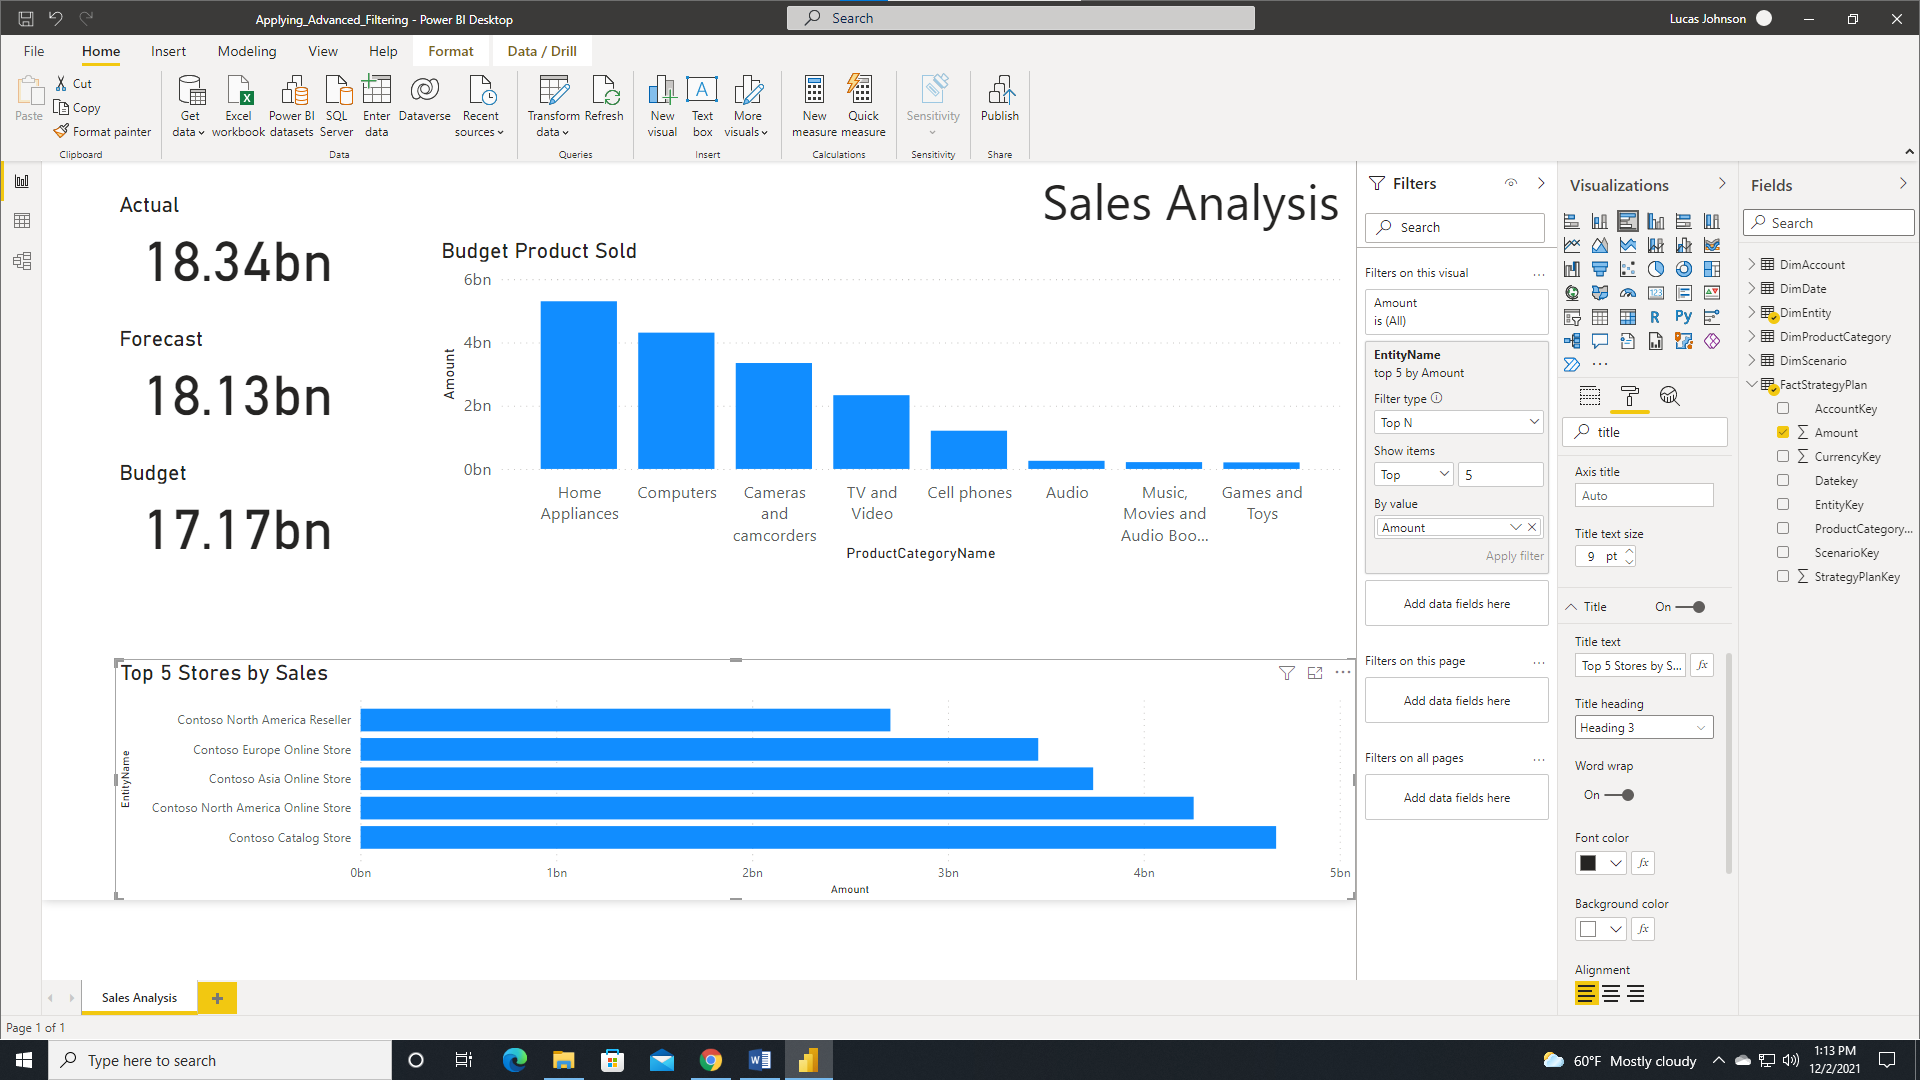 Applying_Advanced_Filtering - Power BI Desktop
Search
Lucas Johnson
File
Home
Insert
Modeling
View
Help
Format
Data / Drill
Paste
Cut
Copy
Format painter
Clipboard
Get data
Excel workbook
Power BI datasets
SQL Server
Enter data
Dataverse
Recent sources
Data
Transform data
Refresh
Queries
New visual
Text box
More visuals
Insert
New measure
Quick measure
Calculations
Sensitivity
Sensitivity
Publish
Share
Actual
18.34bn
Forecast
18.13bn
Budget
17.17bn
Sales Analysis
Budget Product Sold
6bn
4bn
2bn
0bn
Amount
Home Appliances
Computers
Cameras and camcorders
TV and Video
Cell phones
Audio
Music, Movies and Audio Boo...
Games and Toys
ProductCategoryName
Top 5 Stores by Sales
EntityName
Contoso North America Reseller
Contoso Europe Online Store
Contoso Asia Online Store
Contoso North America Online Store
Contoso Catalog Store
0bn
1bn
2bn
3bn
4bn
5bn
Amount
Filters
Search
Filters on this visual
Amount
is (All)
EntityName
top 5 by Amount
Filter type
Top N
Show items
Top
5
By value
Amount
Apply filter
Add data fields here
Filters on this page
Add data fields here
Filters on all pages
Add data fields here
Visualizations
R
Py
123
title
Axis title
Auto
Title text size
9 pt
Title
On
Title text
Top 5 Stores by S...
fx
Title heading
Heading 3
Word wrap
On
Font color
fx
Background color
fx
Alignment
Fields
Search
DimAccount
DimDate
DimEntity
DimProductCategory
DimScenario
FactStrategyPlan
AccountKey
Amount
CurrencyKey
Datekey
EntityKey
ProductCategory...
ScenarioKey
StrategyPlanKey
Sales Analysis
Page 1 of 1
Type here to search
60°F Mostly cloudy
1:13 PM
12/2/2021